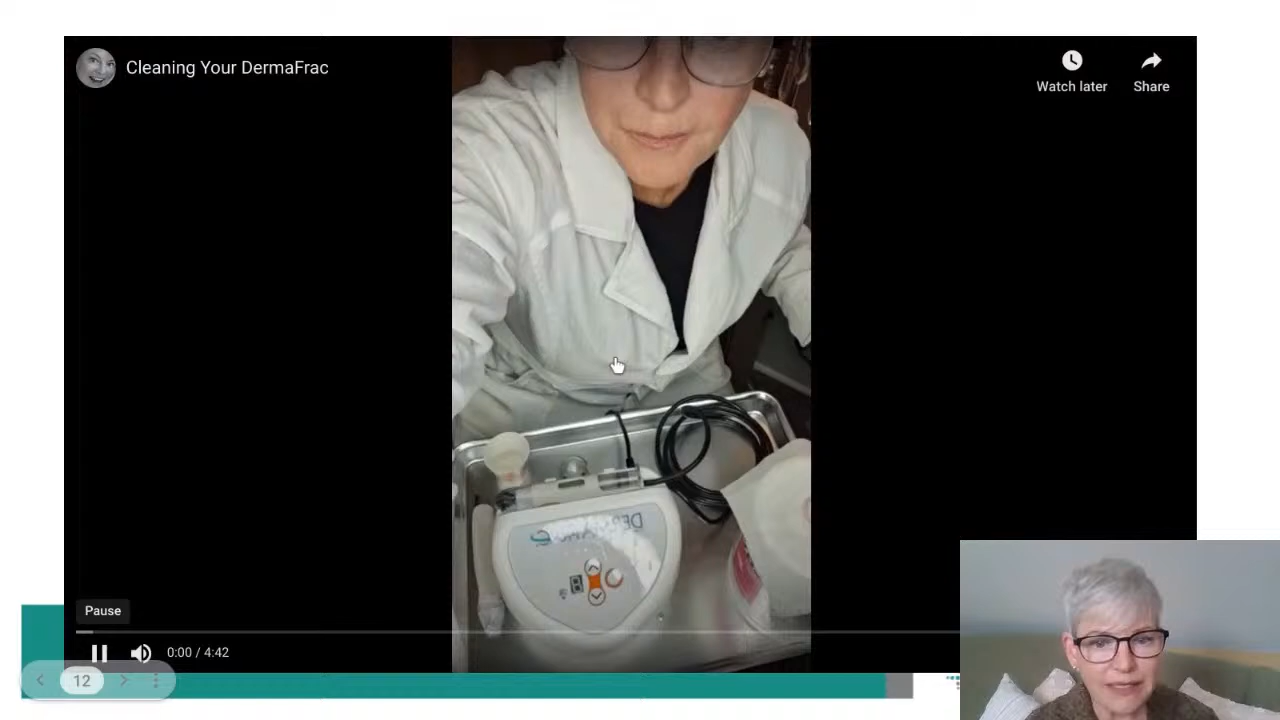 Cleaning Your DermaFrac
Watch later
Share
Pause
0:00 / 4:42
12